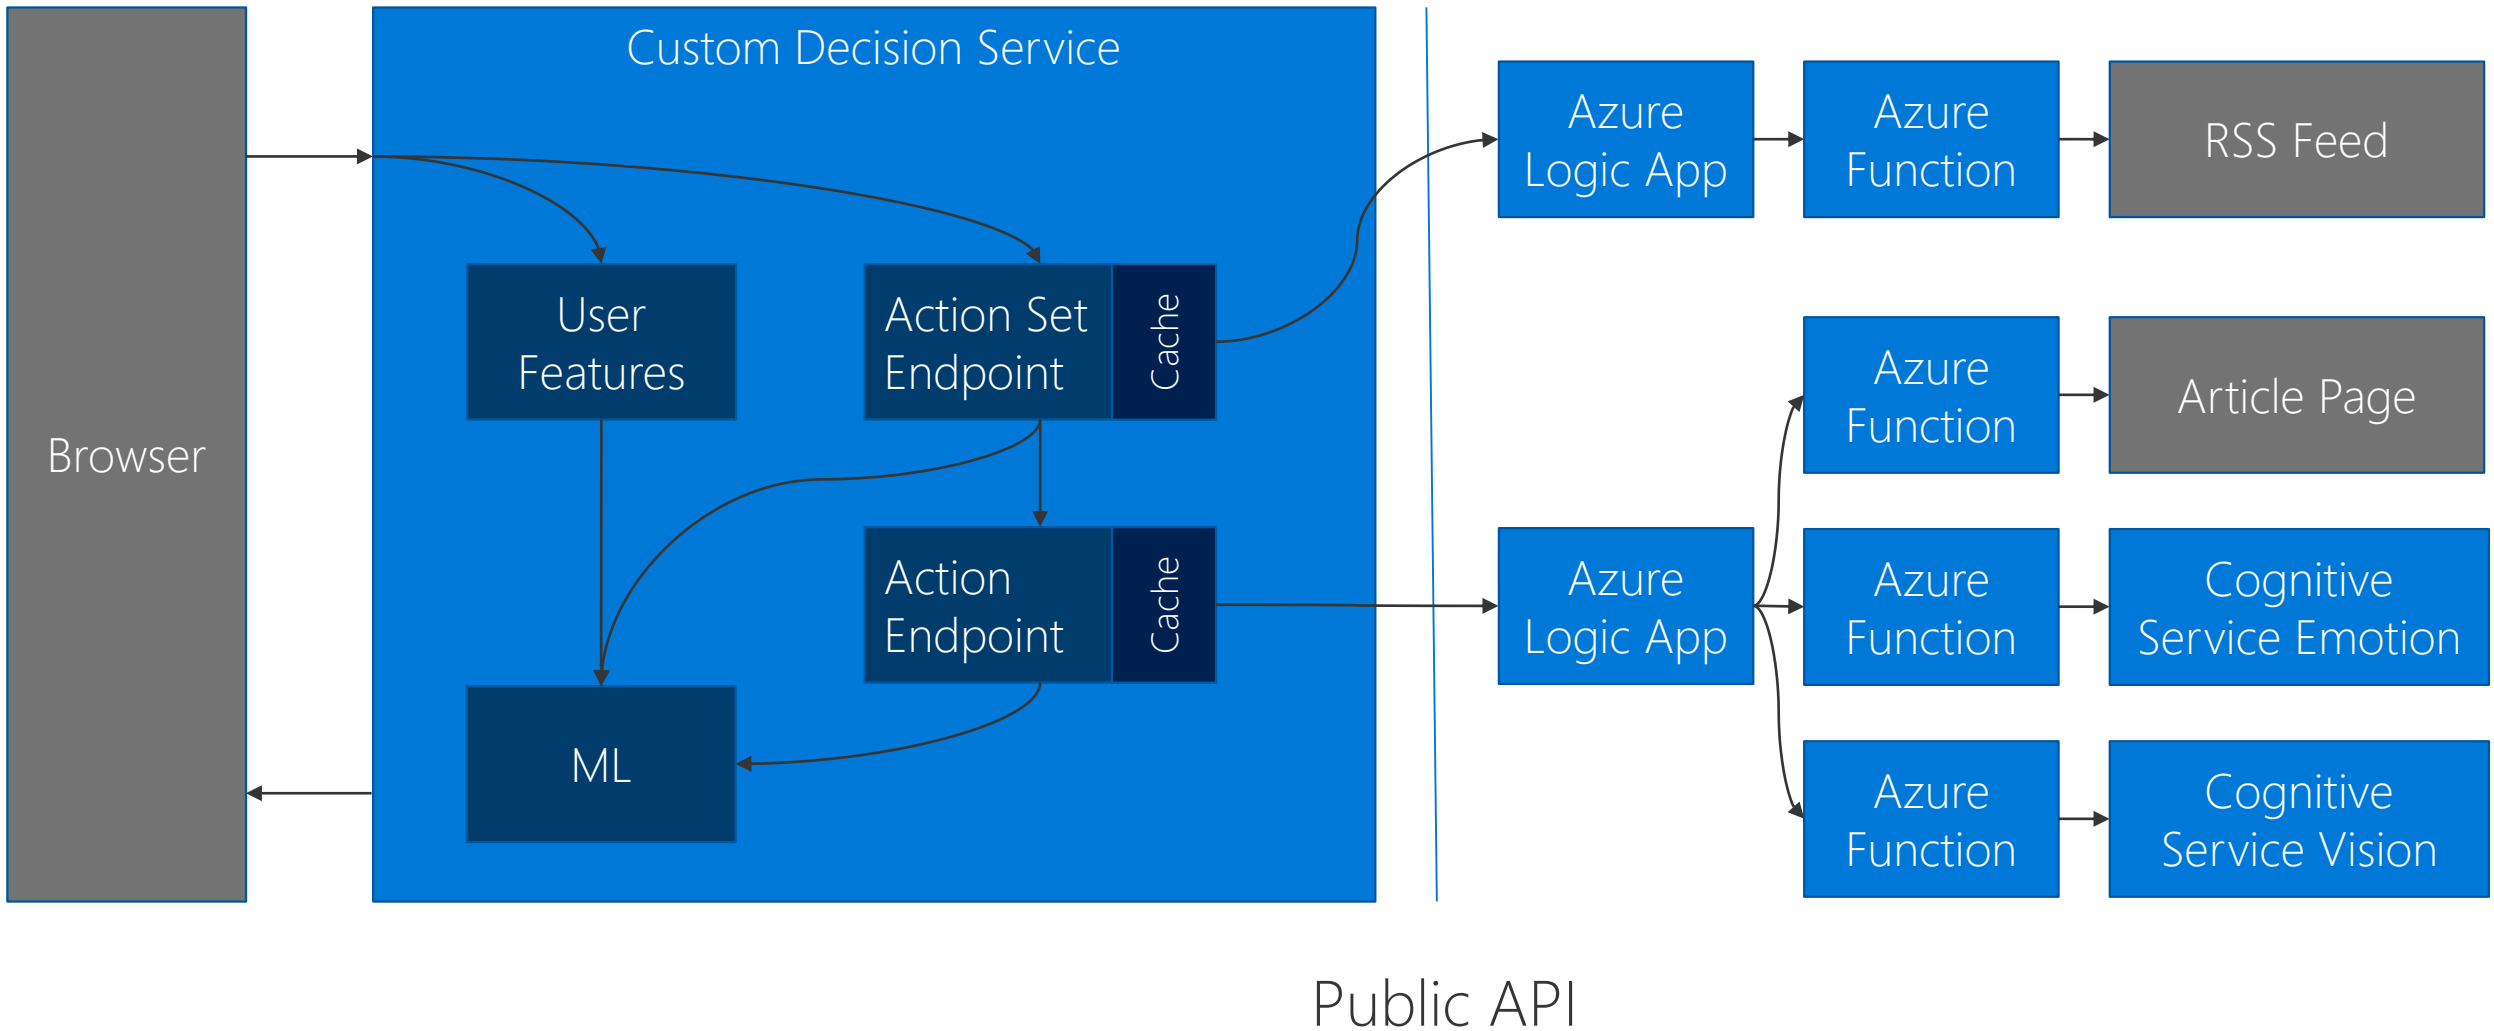 Custom Decision Service
Browser
User
Features
Action Set
Endpoint
Cache
Action
Endpoint
Cache
ML
Azure
Logic App
Azure
Function
RSS Feed
Azure
Function
Article Page
Azure
Logic App
Azure
Function
Cognitive
Service Emotion
Azure
Function
Cognitive
Service Vision
Public API